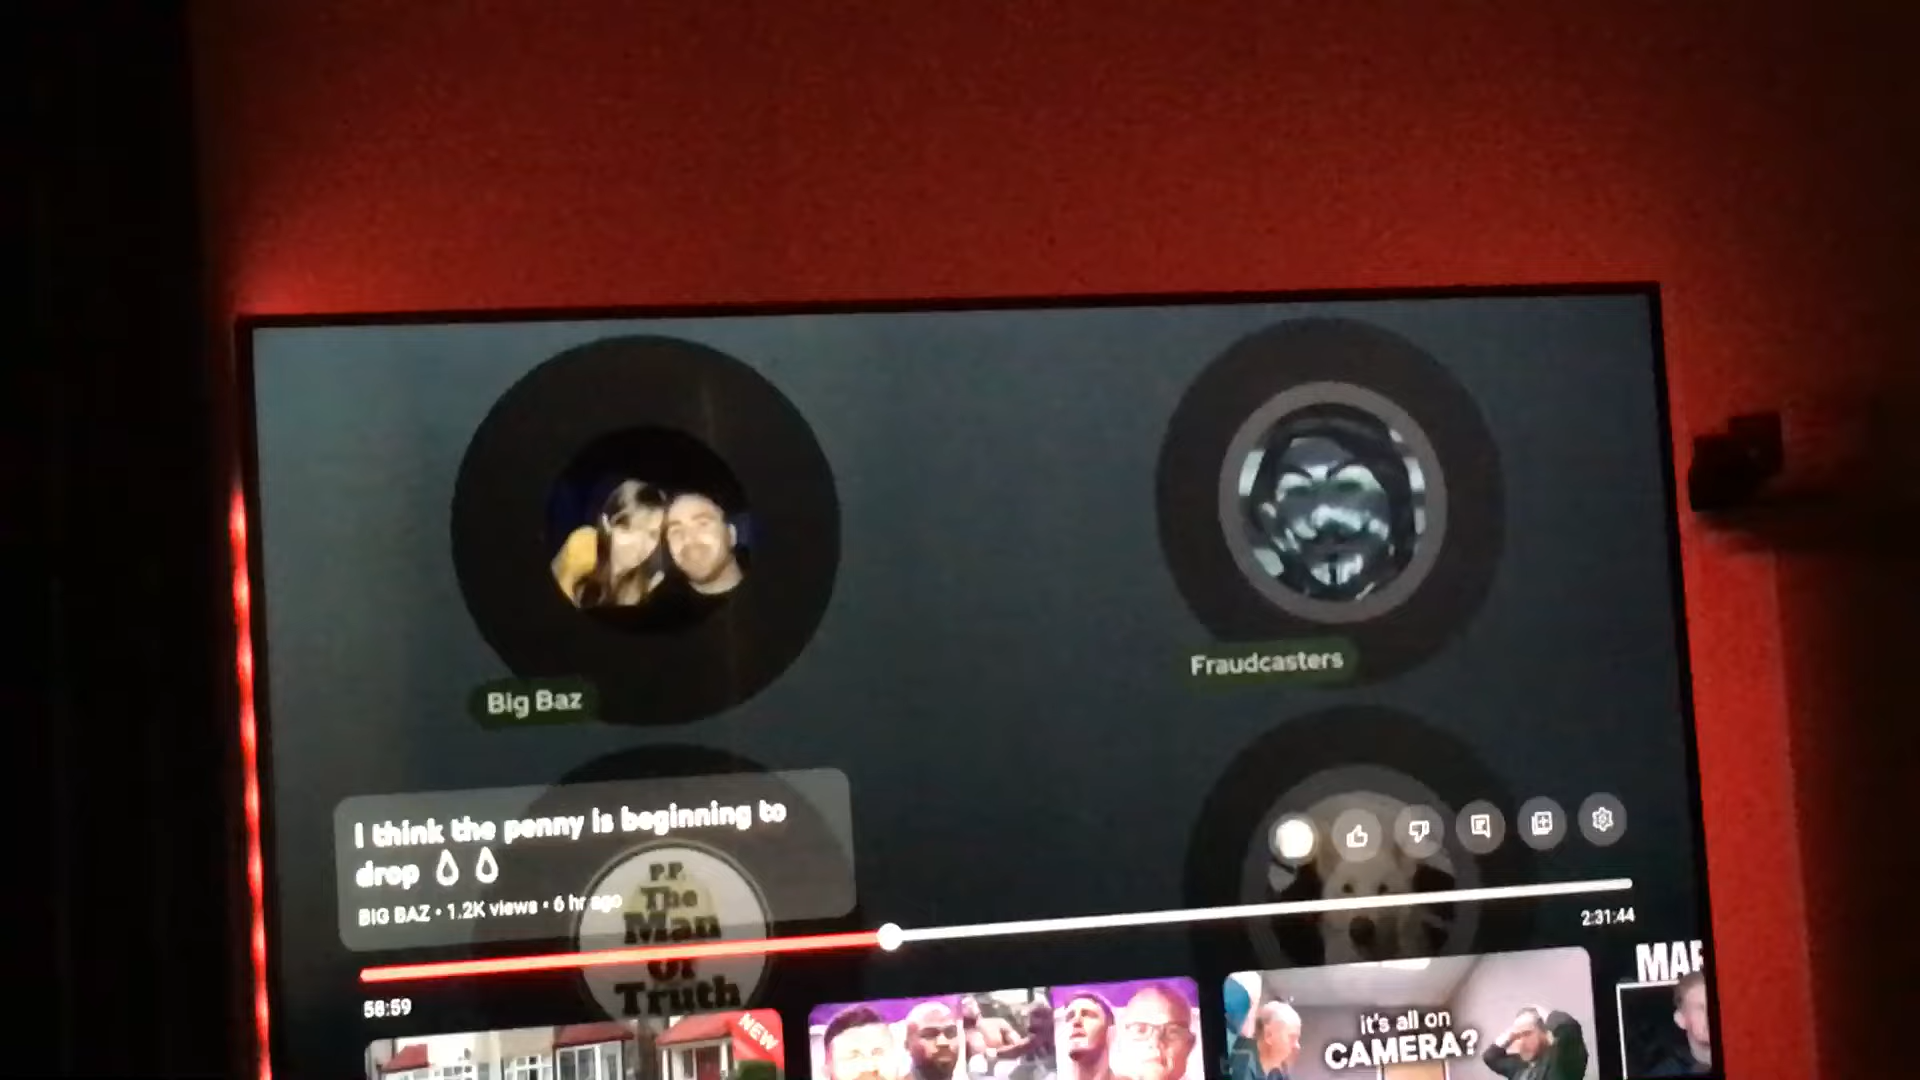 Big Baz
Fraudcasters
I think the penny is beginning to
drop
BIG BAZ • 1.2K views • 6 hr ago
P.P.
The
Man
Of
Truth
2:31:44
58:59
NEW
it's all on
CAMERA?